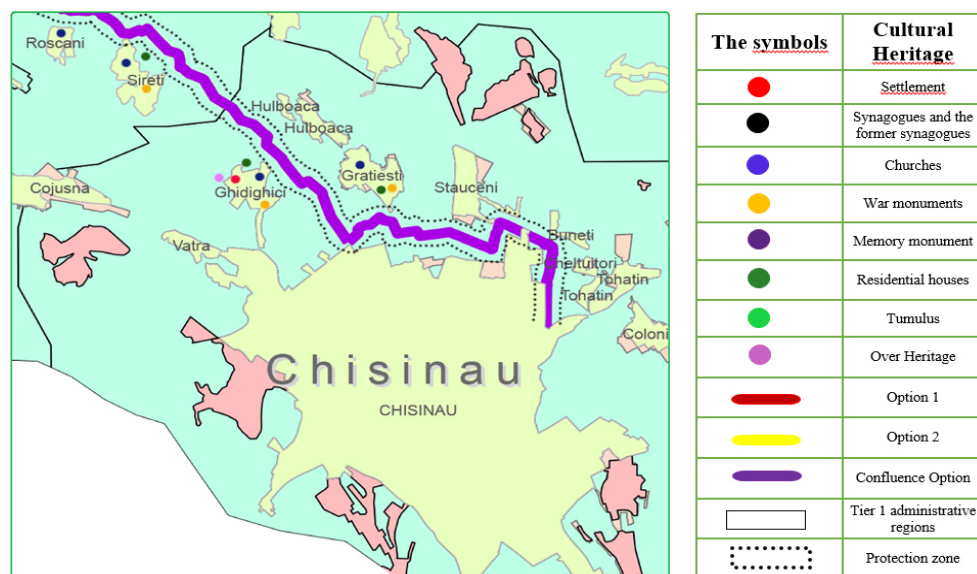 Roscani
Sireti
Hulboaca
Hulboaca
Cojusna
Ghidighici
Gratiesti
Stauceni
Vatra
Buneti
Cheltuitori
Tohatin
Tohatin
Coloni
Chisinau
CHISINAU
The symbols
Cultural
Heritage
Settlement
Synagogues and the
former synagogues
Churches
War monuments
Memory monument
Residential houses
Tumulus
Over Heritage
Option 1
Option 2
Confluence Option
Tier 1 administrative
regions
Protection zone